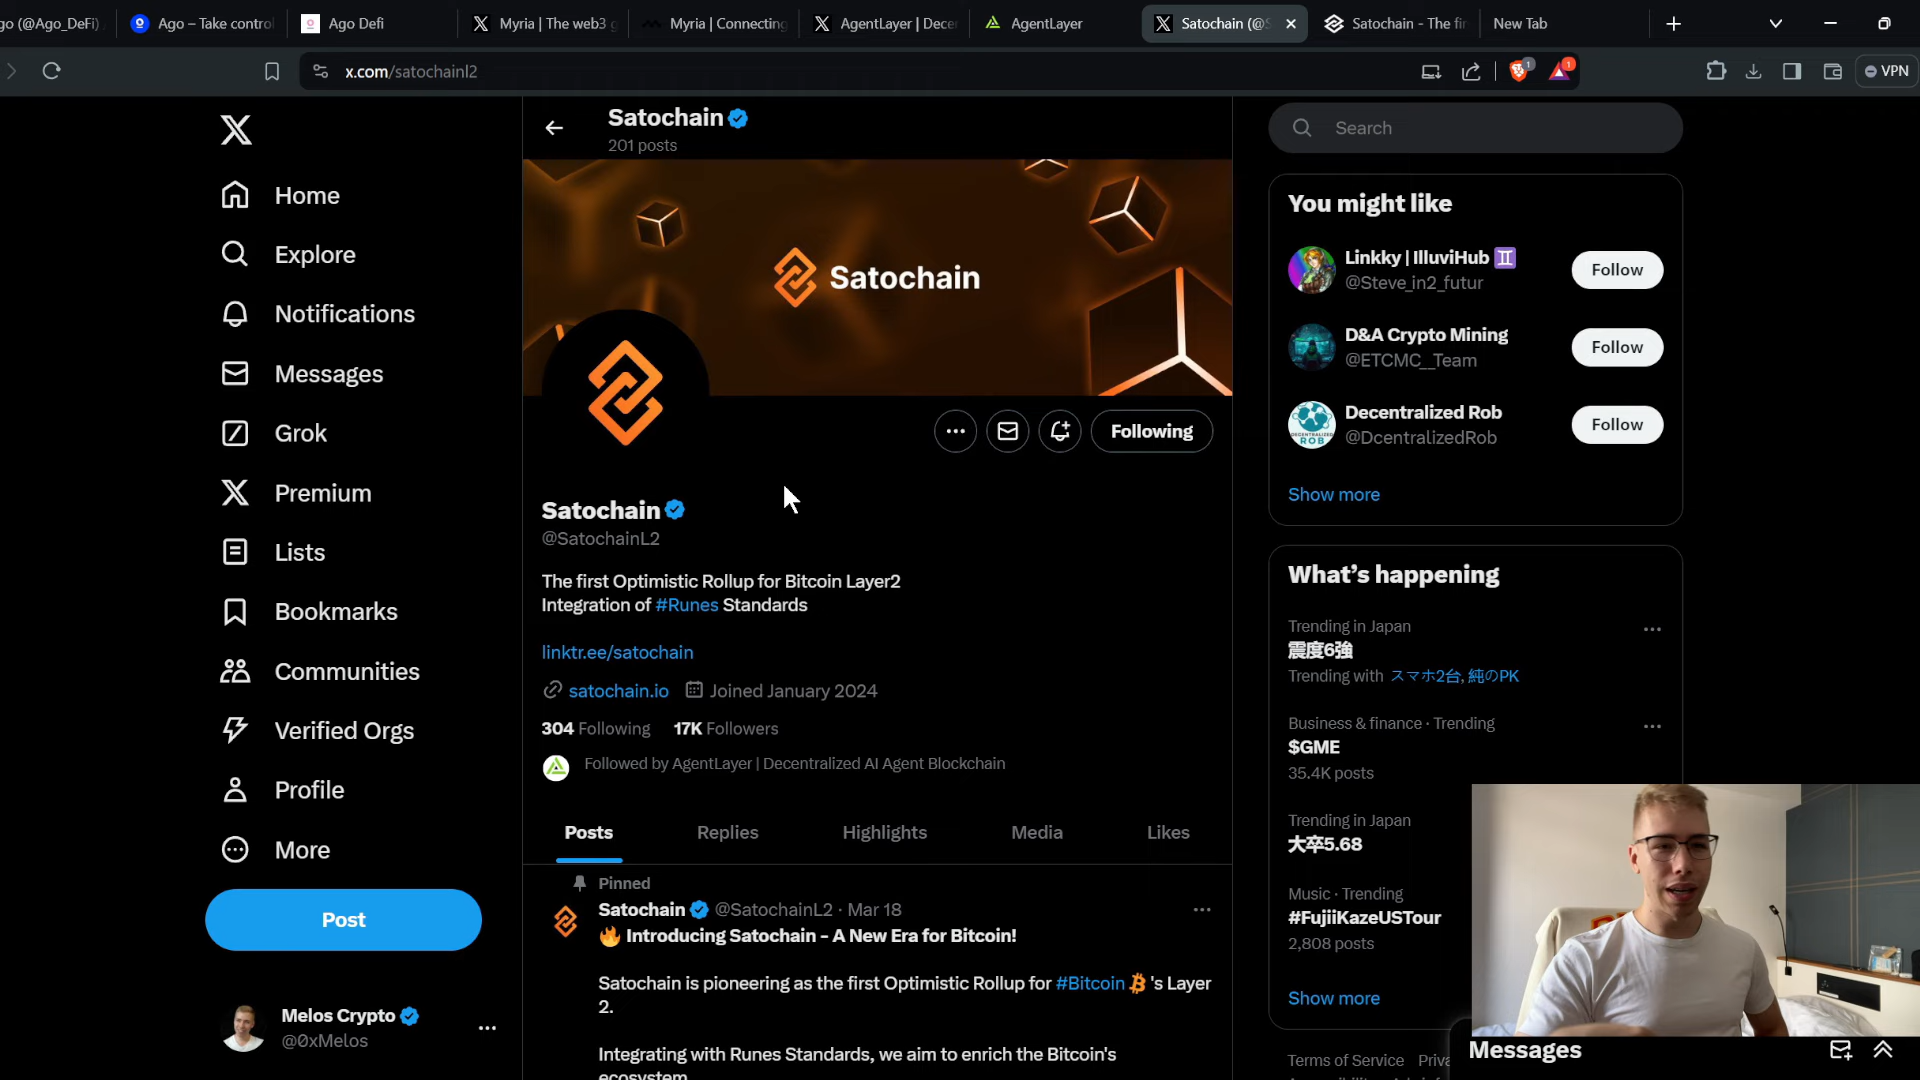 go (@Ago_DeFi)
Ago – Take contro
Ago Defi
Myria | The web3 g
Myria | Connecting
AgentLayer | Dece
AgentLayer
Satochain (@S
Satochain - The fi
New Tab
x.com/satochainl2
1
1
VPN
Home
Explore
Notifications
Messages
Grok
Premium
Lists
Bookmarks
Communities
Verified Orgs
Profile
More
Post
Melos Crypto
@0xMelos
Satochain
201 posts
Satochain
Following
Satochain
@SatochainL2
The first Optimistic Rollup for Bitcoin Layer2
Integration of #Runes Standards
linktr.ee/satochain
satochain.io Joined January 2024
304 Following 17K Followers
Followed by AgentLayer | Decentralized AI Agent Blockchain
Posts Replies Highlights Media Likes
Pinned
Satochain @SatochainL2 · Mar 18
🔥 Introducing Satochain – A New Era for Bitcoin!
Satochain is pioneering as the first Optimistic Rollup for #Bitcoin 's Layer
2.
Integrating with Runes Standards, we aim to enrich the Bitcoin's
ecosystem
Search
You might like
Linkky | IlluviHub ♊
@Steve_in2_futur
Follow
D&A Crypto Mining
@ETCMC__Team
Follow
Decentralized Rob
@DcentralizedRob
Follow
DECENTRALIZED
ROB
Show more
What's happening
Trending in Japan
震度6強
Trending with スマホ2台, 純のPK
Business & finance · Trending
$GME
35.4K posts
Trending in Japan
大卒5.68
Music · Trending
#FujiiKazeUSTour
2,808 posts
Show more
Terms of Service Priva
Messages